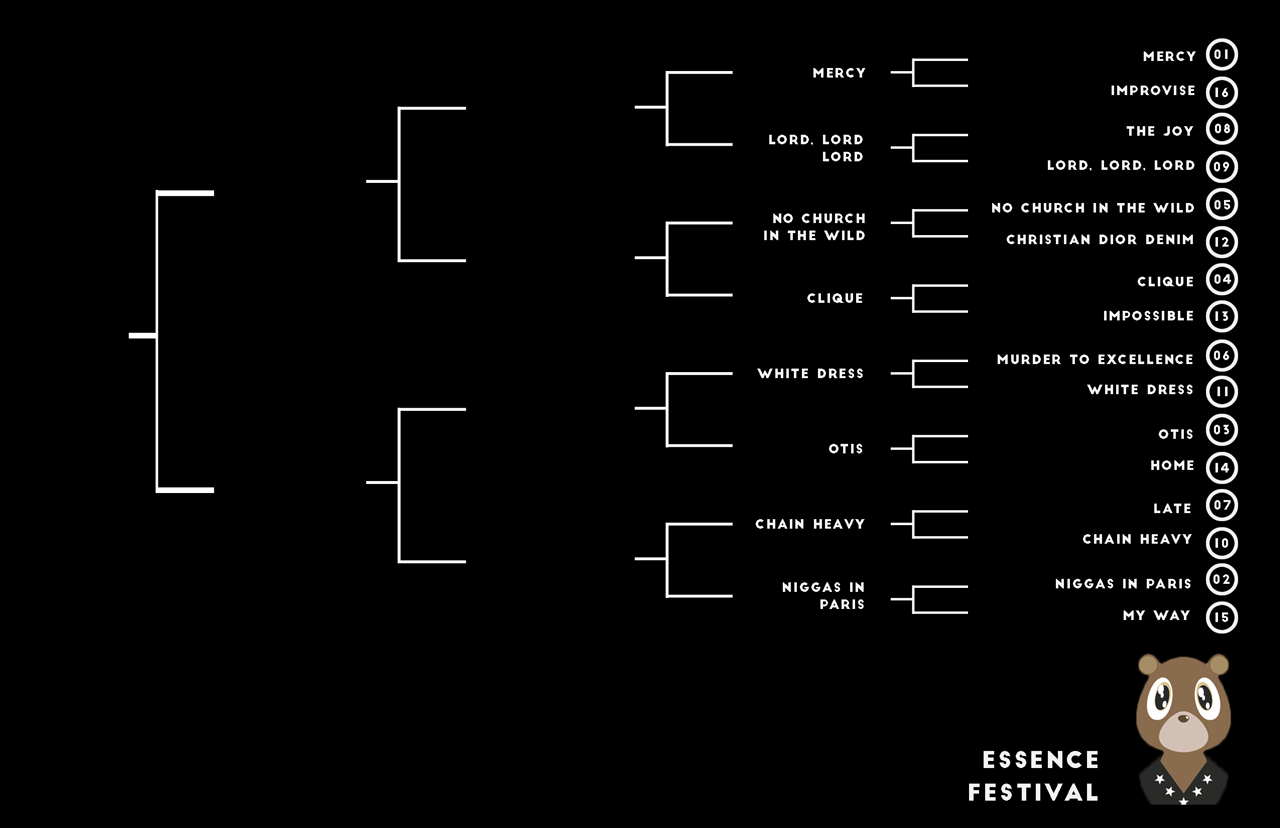 MERCY 01
IMPROVISE 16
THE JOY 08
LORD, LORD, LORD 09
NO CHURCH IN THE WILD 05
CHRISTIAN DIOR DENIM 12
CLIQUE 04
IMPOSSIBLE 13
MURDER TO EXCELLENCE 06
WHITE DRESS 11
OTIS 03
HOME 14
LATE 07
CHAIN HEAVY 10
NIGGAS IN PARIS 02
MY WAY 15
MERCY
LORD, LORD
LORD
NO CHURCH
IN THE WILD
CLIQUE
WHITE DRESS
OTIS
CHAIN HEAVY
NIGGAS IN
PARIS
ESSENCE
FESTIVAL